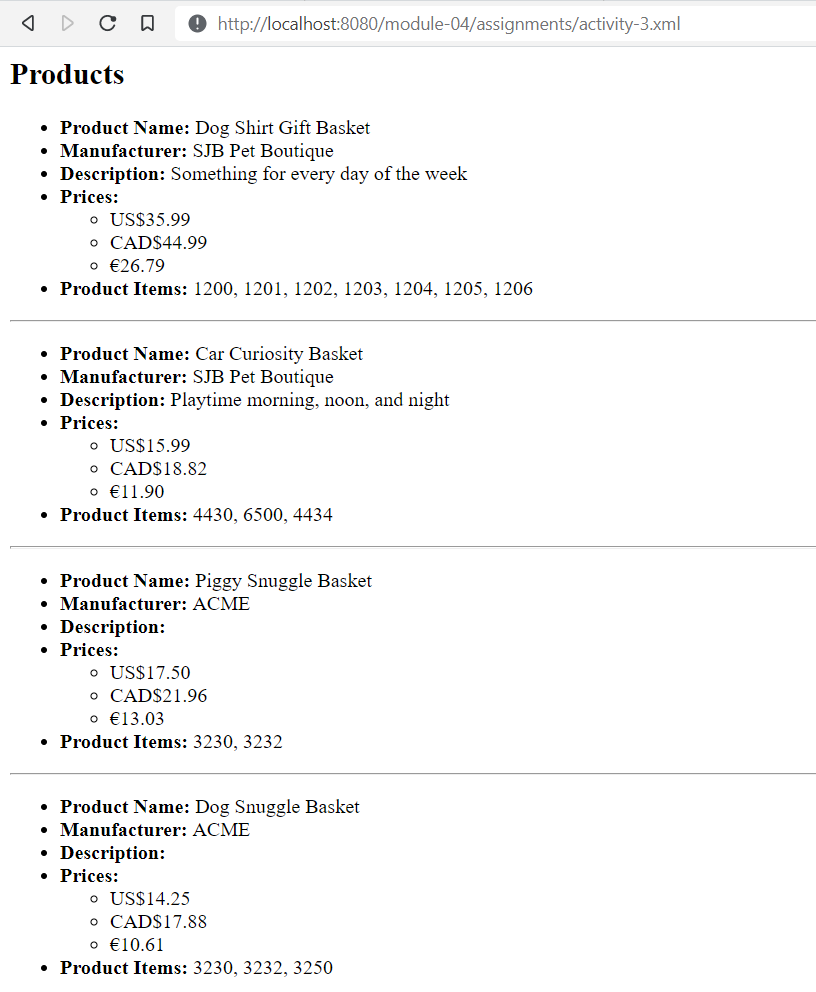 http://localhost:8080/module-04/assignments/activity-3.xml
Products
Product Name: Dog Shirt Gift Basket
Manufacturer: SJB Pet Boutique
Description: Something for every day of the week
Prices:
US$35.99
CAD$44.99
€26.79
Product Items: 1200, 1201, 1202, 1203, 1204, 1205, 1206
Product Name: Car Curiosity Basket
Manufacturer: SJB Pet Boutique
Description: Playtime morning, noon, and night
Prices:
US$15.99
CAD$18.82
€11.90
Product Items: 4430, 6500, 4434
Product Name: Piggy Snuggle Basket
Manufacturer: ACME
Description:
Prices:
US$17.50
CAD$21.96
€13.03
Product Items: 3230, 3232
Product Name: Dog Snuggle Basket
Manufacturer: ACME
Description:
Prices:
US$14.25
CAD$17.88
€10.61
Product Items: 3230, 3232, 3250